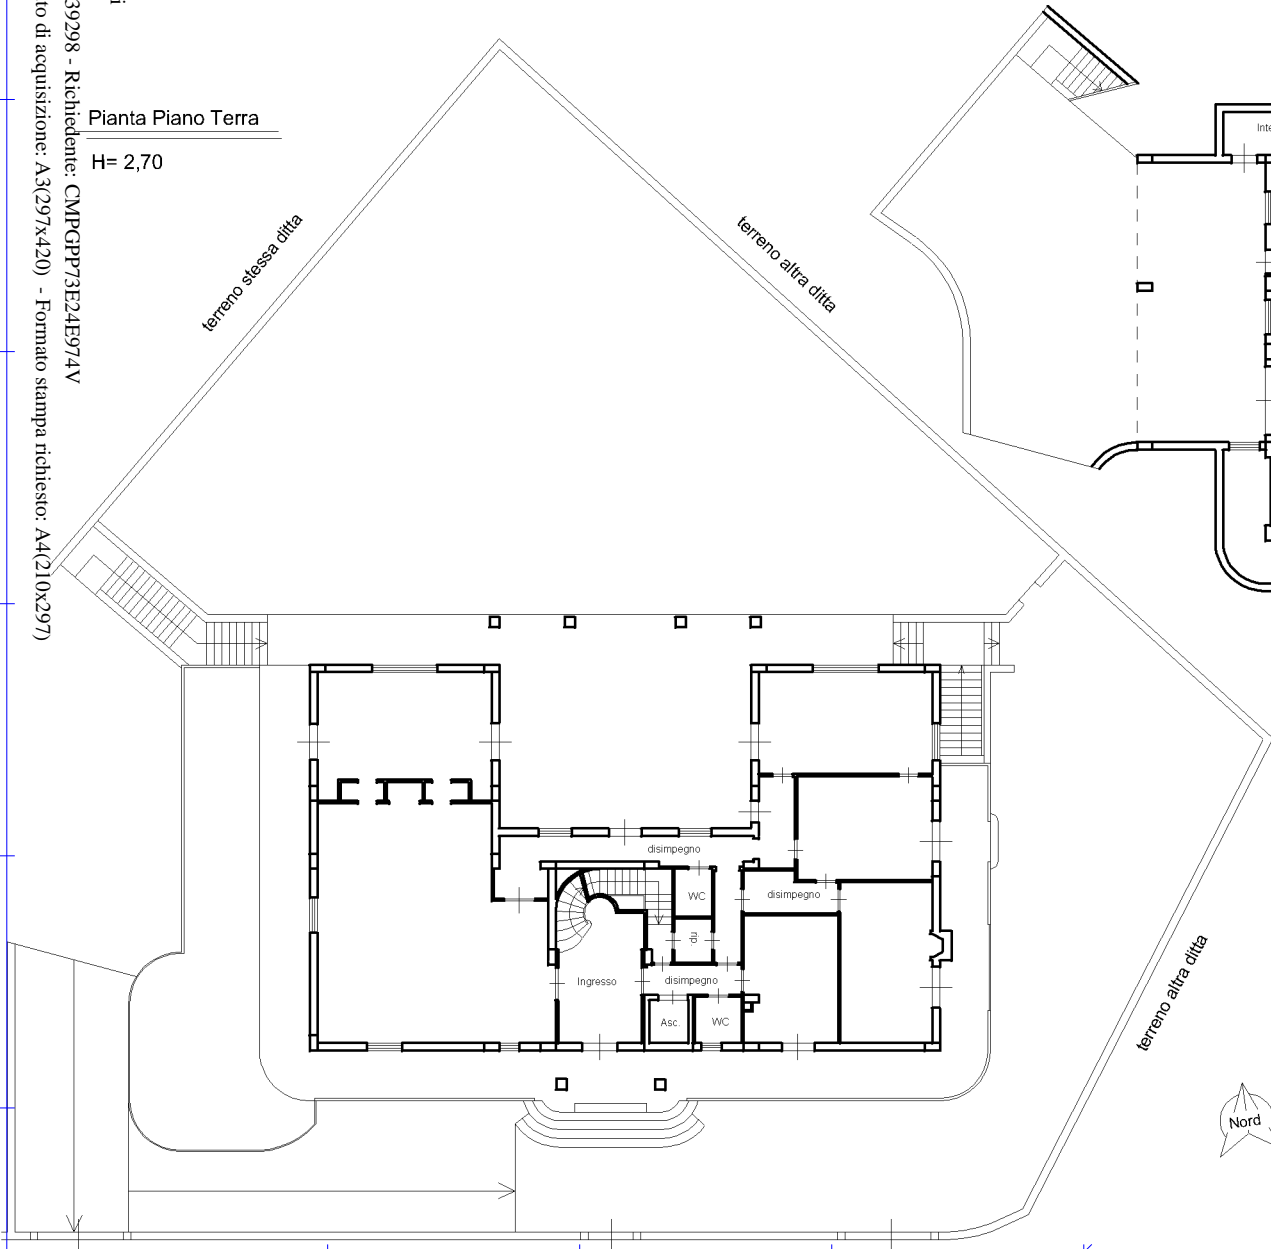 39298 - Richiedente: CMPGPP73E24E974V
to di acquisizione: A3(297x420) - Formato stampa richiesto: A4(210x297)
Pianta Piano Terra
H= 2,70
terreno stessa ditta
terreno altra ditta
disimpegno
WC
disimpegno
rip.
Ingresso
disimpegno
Asc.
WC
terreno altra ditta
Nord